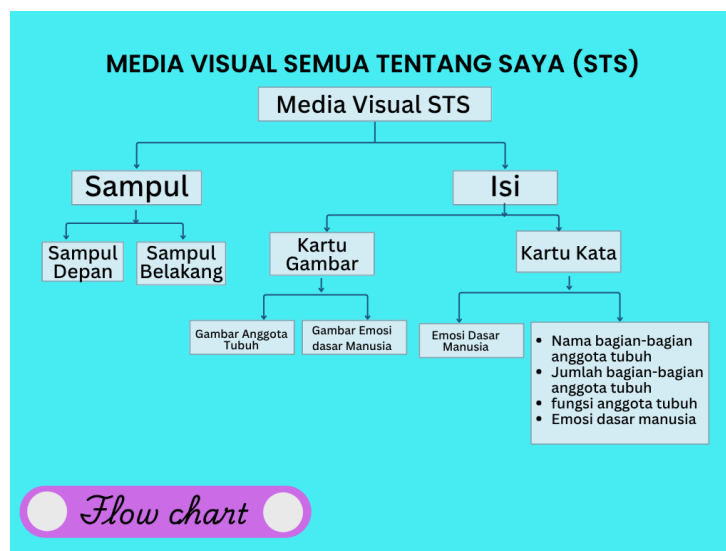 MEDIA VISUAL SEMUA TENTANG SAYA (STS)
Media Visual STS
Sampul
Isi
Sampul
Depan
Sampul
Belakang
Kartu
Gambar
Kartu Kata
Gambar Anggota
Tubuh
Gambar Emosi
dasar Manusia
Emosi Dasar
Manusia
• Nama bagian-bagian
anggota tubuh
• Jumlah bagian-bagian
anggota tubuh
• fungsi anggota tubuh
• Emosi dasar manusia
Flow chart